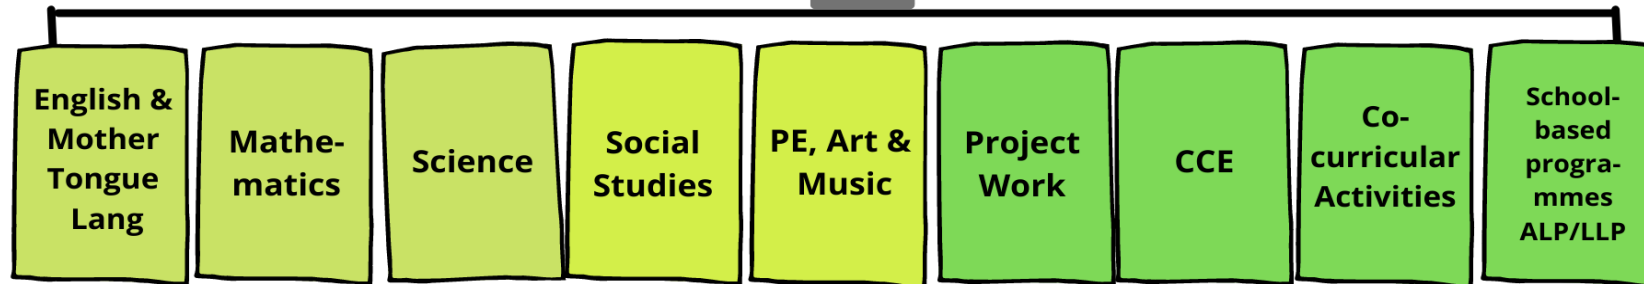 English &
Mother
Tongue
Lang
Mathe-
matics
Science
Social
Studies
PE, Art &
Music
Project
Work
CCE
Co-
curricular
Activities
School-
based
progra-
mmes
ALP/LLP